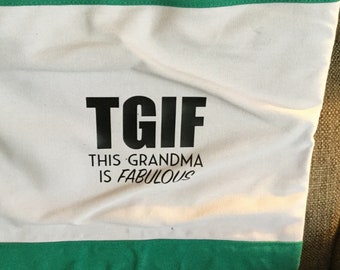 TGIF
THIS GRANDMA
IS FABULOUS